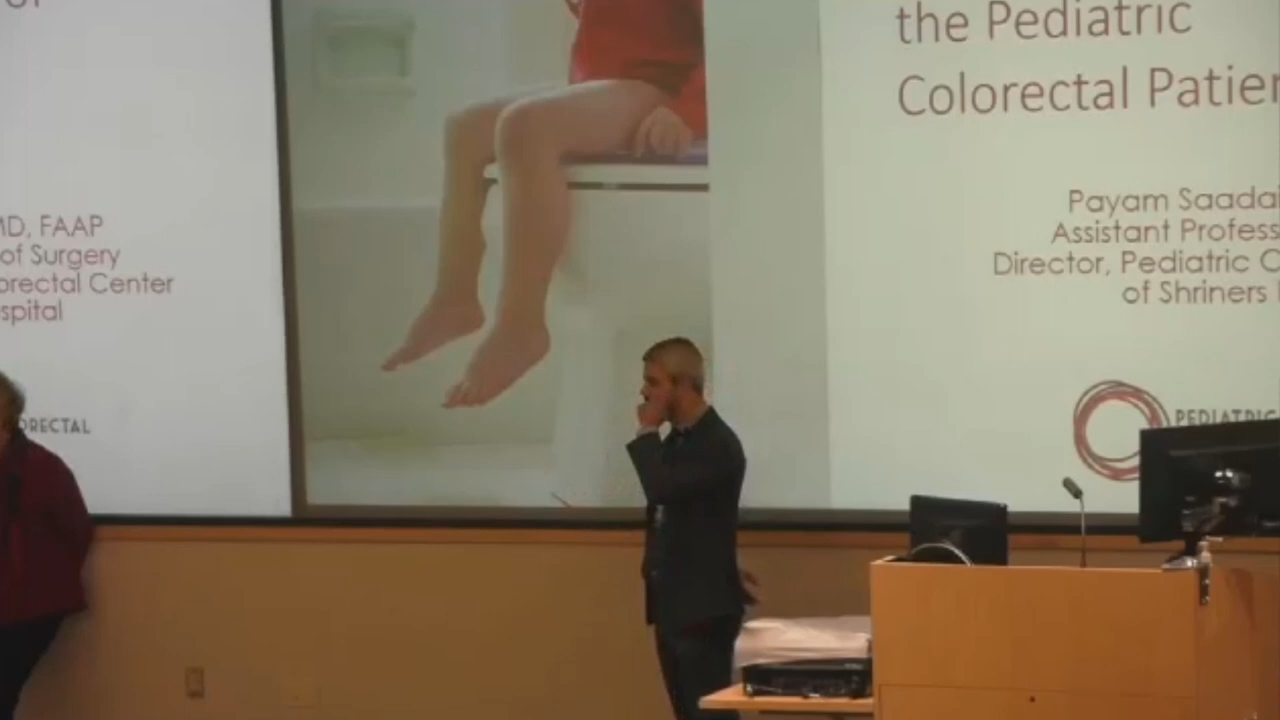 MD, FAAP
of Surgery
orectal Center
spital
ORECTAL
the Pediatric
Colorectal Patien
Payam Saadai
Assistant Profess
Director, Pediatric C
of Shriners
PEDIATRIC